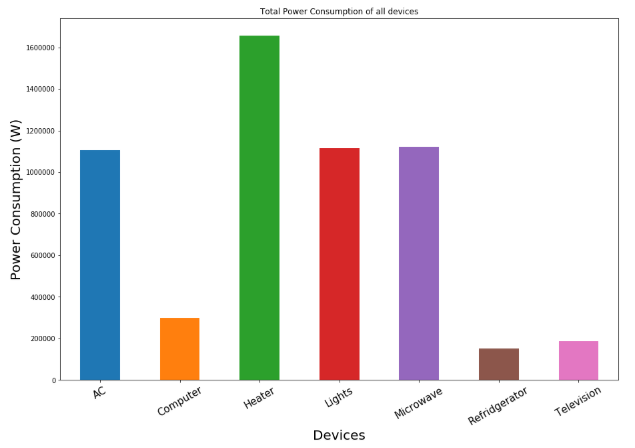 Total Power Consumption of all devices
1600000
1400000
1200000
1000000
800000
600000
400000
200000
0
Power Consumption (W)
AC
Computer
Heater
Lights
Microwave
Refridgerator
Television
Devices